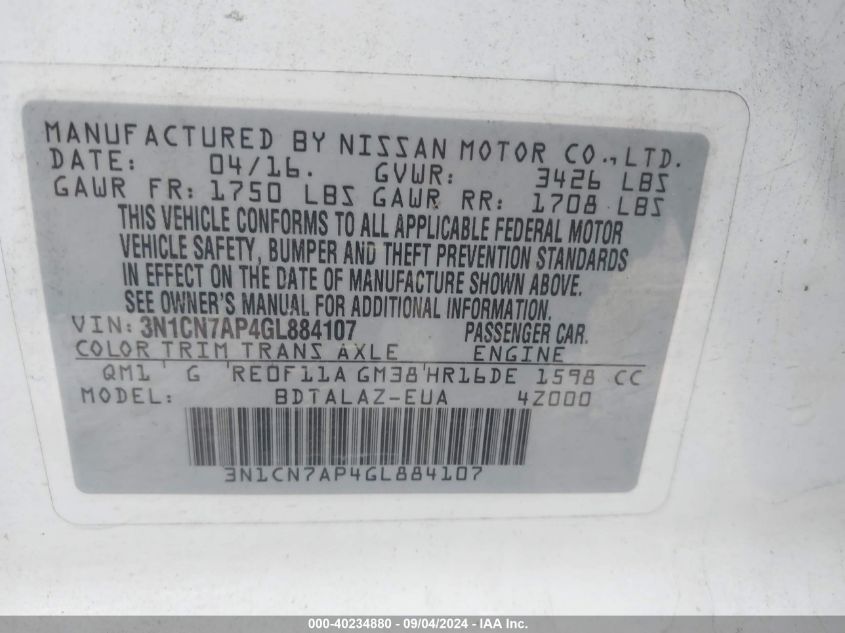 MANUFACTURED BY NISSAN MOTOR CO., LTD.
DATE: 04/16. GVWR: 3426 LBS
GAWR FR: 1750 LBS GAWR RR: 1708 LBS
THIS VEHICLE CONFORMS TO ALL APPLICABLE FEDERAL MOTOR
VEHICLE SAFETY, BUMPER AND THEFT PREVENTION STANDARDS
IN EFFECT ON THE DATE OF MANUFACTURE SHOWN ABOVE.
SEE OWNER'S MANUAL FOR ADDITIONAL INFORMATION.
VIN: 3N1CN7AP4GL884107 PASSENGER CAR.
COLOR TRIM TRANS AXLE ENGINE
QM1 G RE0F11A GM38 HR16DE 1598 CC
MODEL: BDTALAZ-EUA 4Z000
3N1CN7AP4GL884107
000-40234880 - 09/04/2024 - IAA Inc.